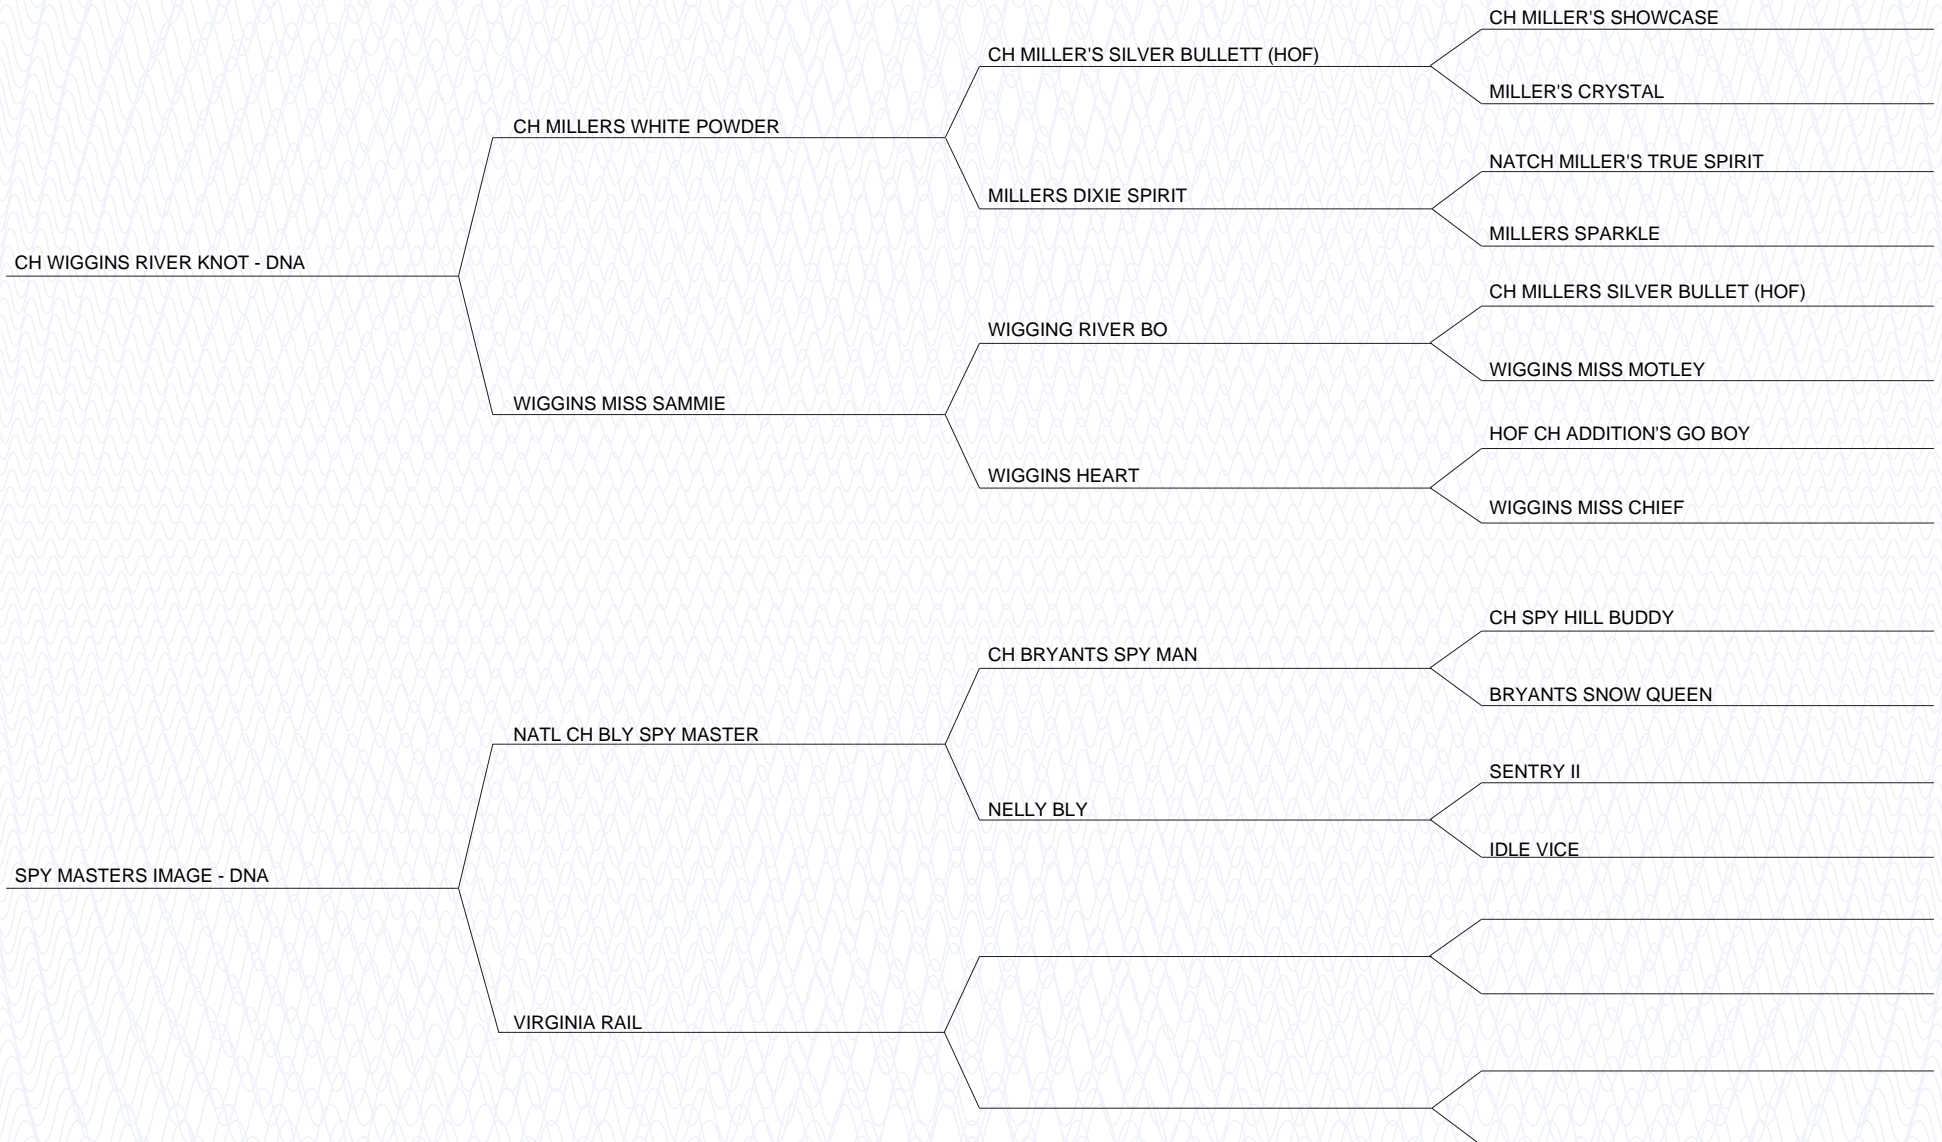 CH MILLER'S SHOWCASE
CH MILLER'S SILVER BULLETT (HOF)
MILLER'S CRYSTAL
CH MILLERS WHITE POWDER
NATCH MILLER'S TRUE SPIRIT
MILLERS DIXIE SPIRIT
MILLERS SPARKLE
CH WIGGINS RIVER KNOT - DNA
CH MILLERS SILVER BULLET (HOF)
WIGGING RIVER BO
WIGGINS MISS MOTLEY
WIGGINS MISS SAMMIE
HOF CH ADDITION'S GO BOY
WIGGINS HEART
WIGGINS MISS CHIEF
CH SPY HILL BUDDY
CH BRYANTS SPY MAN
BRYANTS SNOW QUEEN
NATL CH BLY SPY MASTER
SENTRY II
NELLY BLY
IDLE VICE
SPY MASTERS IMAGE - DNA
VIRGINIA RAIL